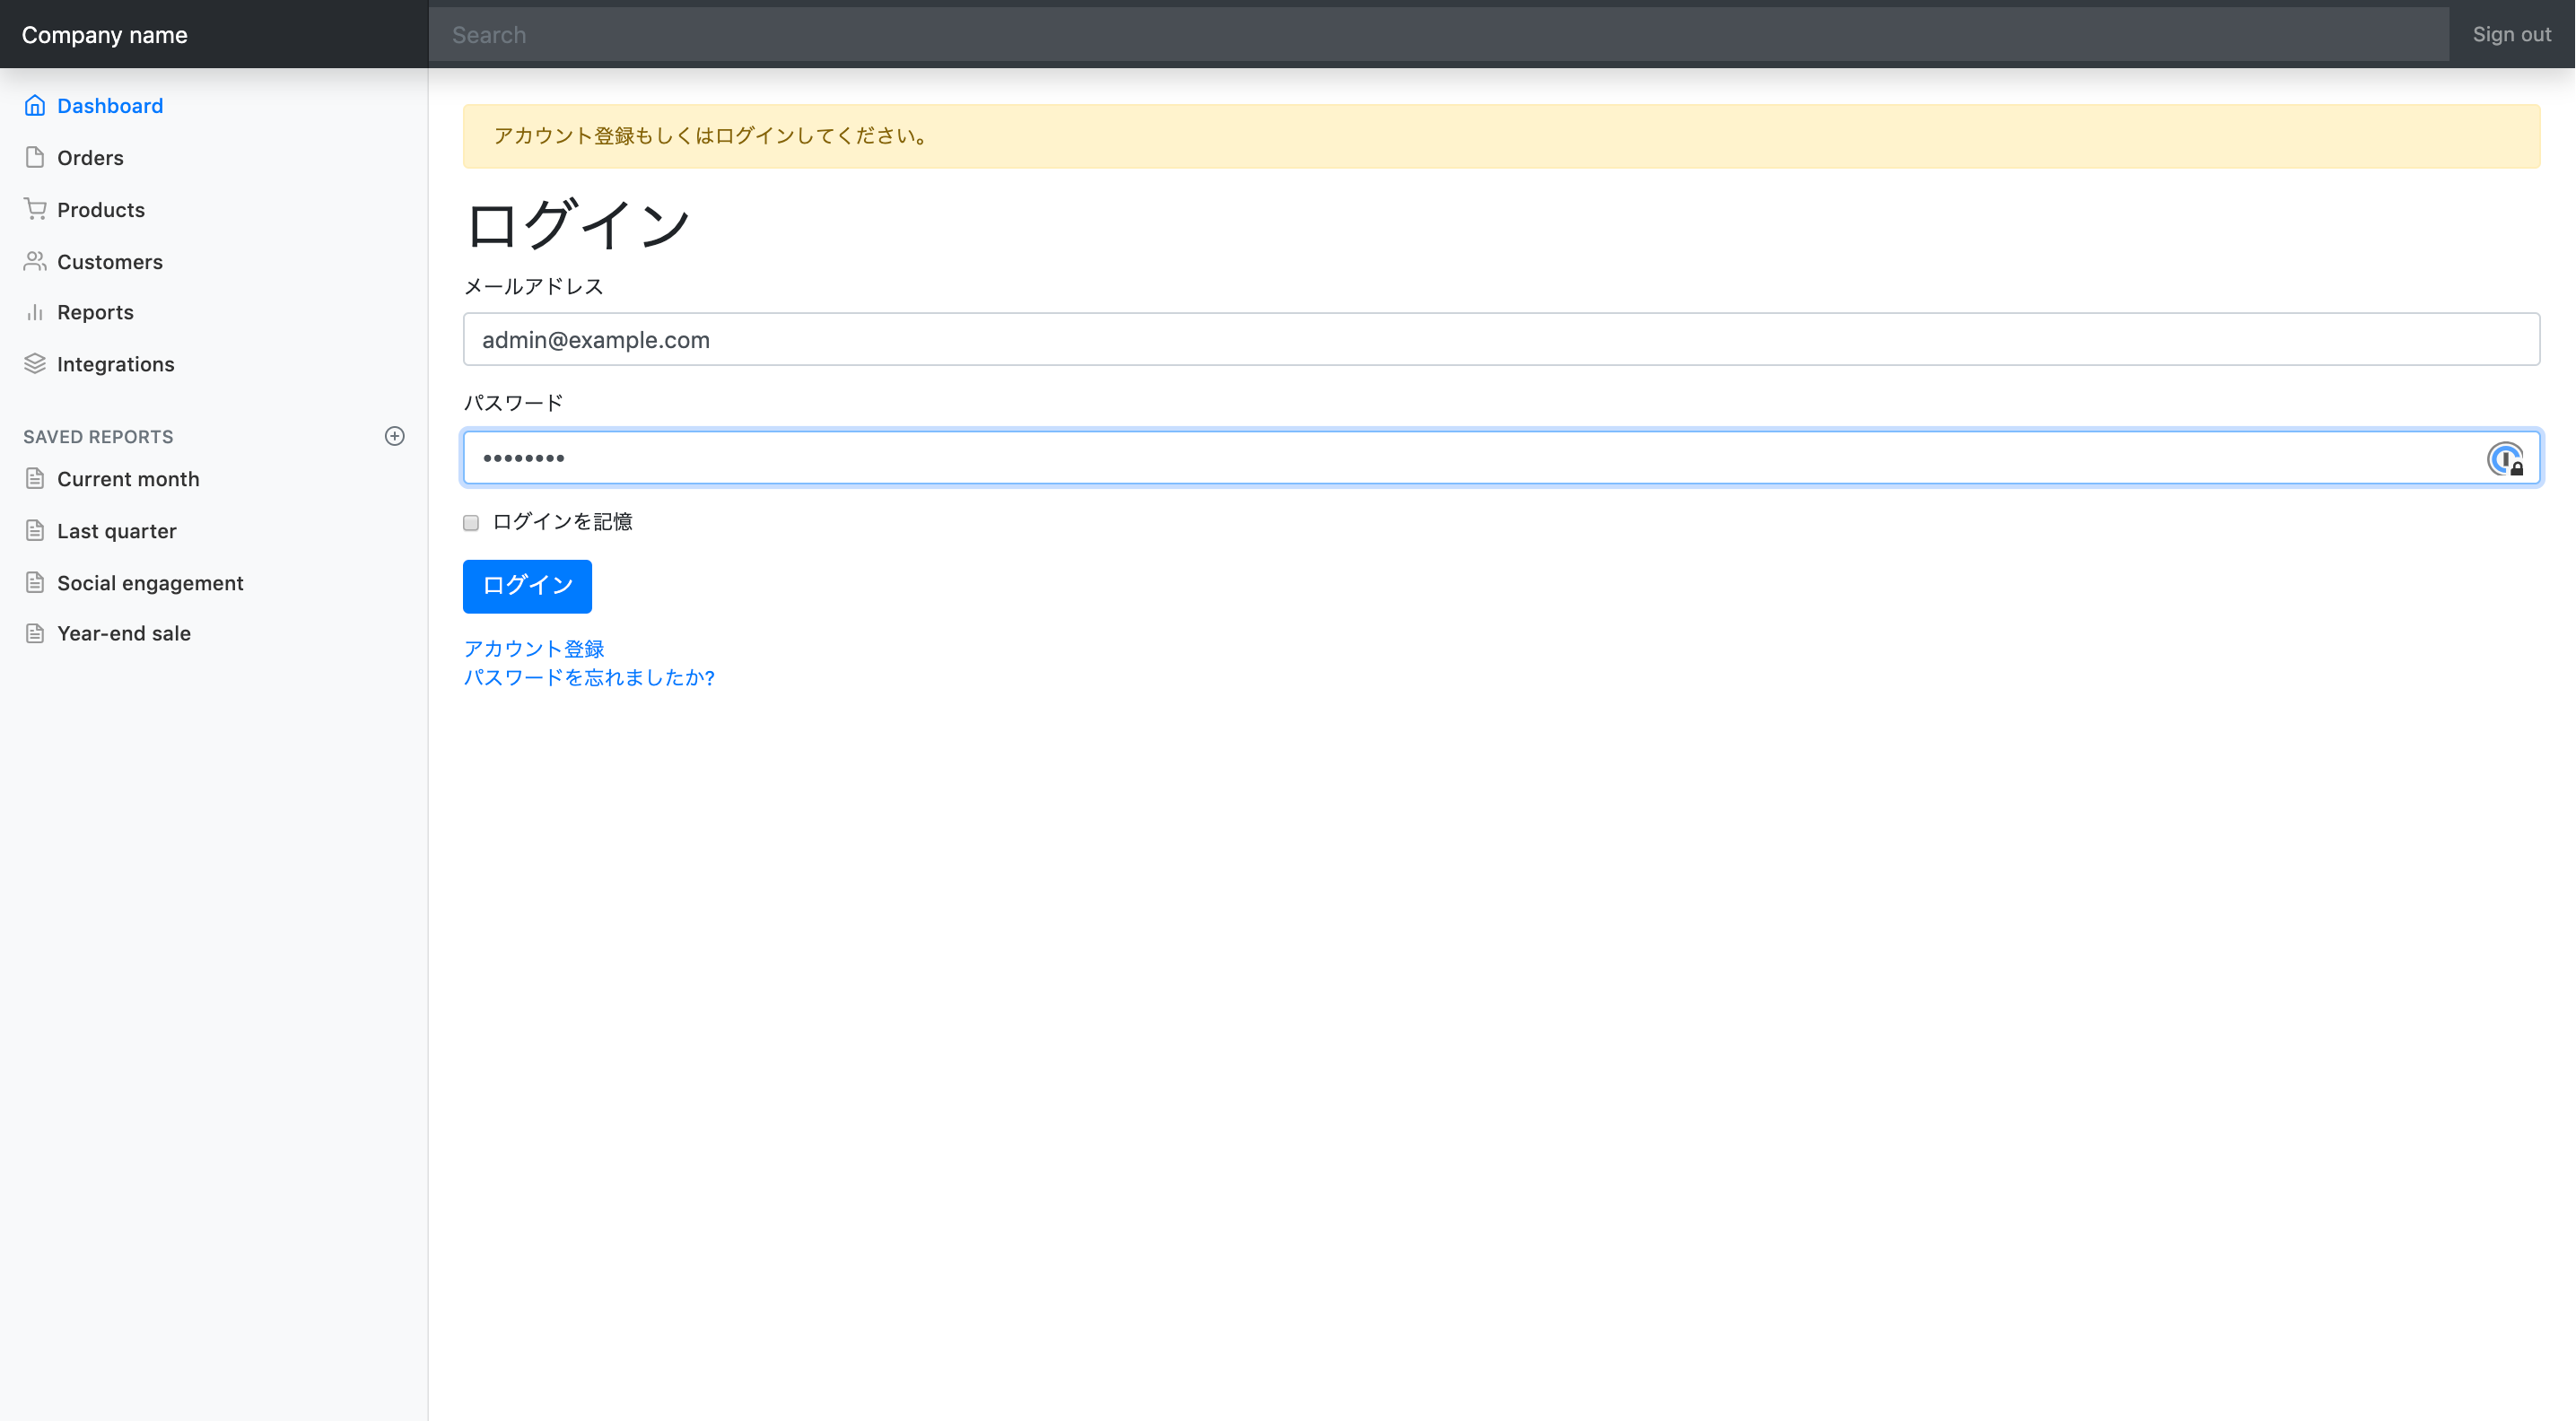 Company name
Search
Sign out
Dashboard
Orders
Products
Customers
Reports
Integrations
SAVED REPORTS
Current month
Last quarter
Social engagement
Year-end sale
アカウント登録もしくはログインしてください。
ログイン
メールアドレス
admin@example.com
パスワード
••••••••
ログインを記憶
ログイン
アカウント登録
パスワードを忘れましたか?